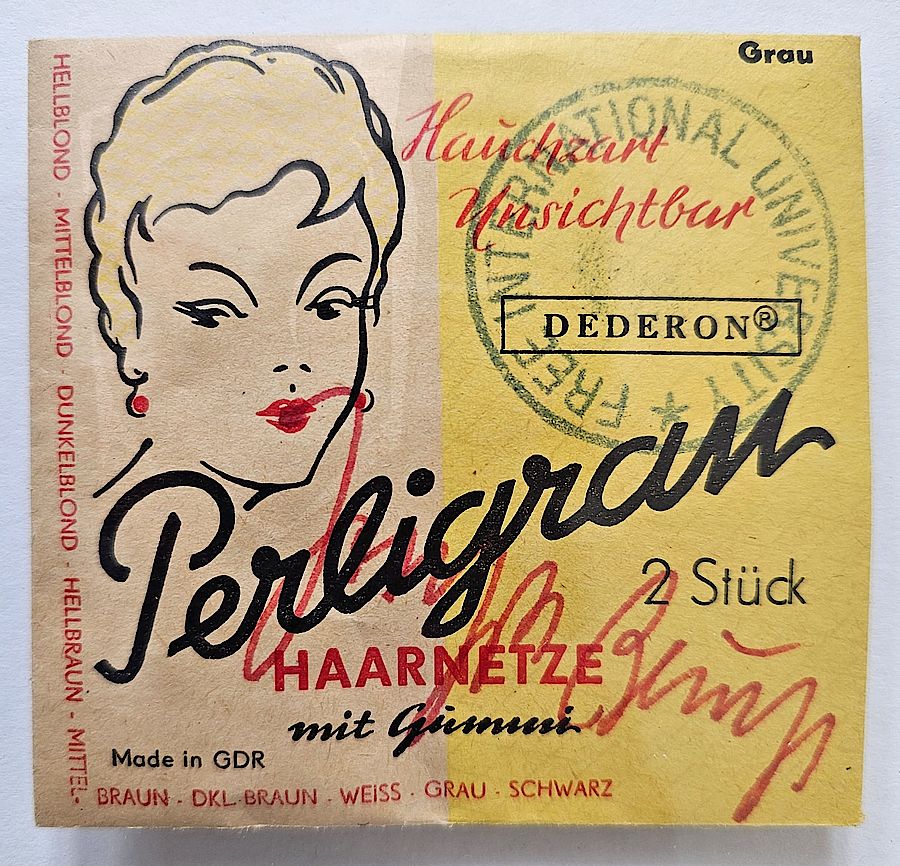 Grau
Hauchzart
Unsichtbar
FREE INTERNATIONAL UNIVERSITY
DEDERON®
Perligran
2 Stück
HAARNETZE
mit Gummi
Made in GDR
HELLBLOND - MITTELBLOND - DUNKELBLOND - HELLBRAUN - MITTEL-
BRAUN - DKL.BRAUN - WEISS - GRAU - SCHWARZ